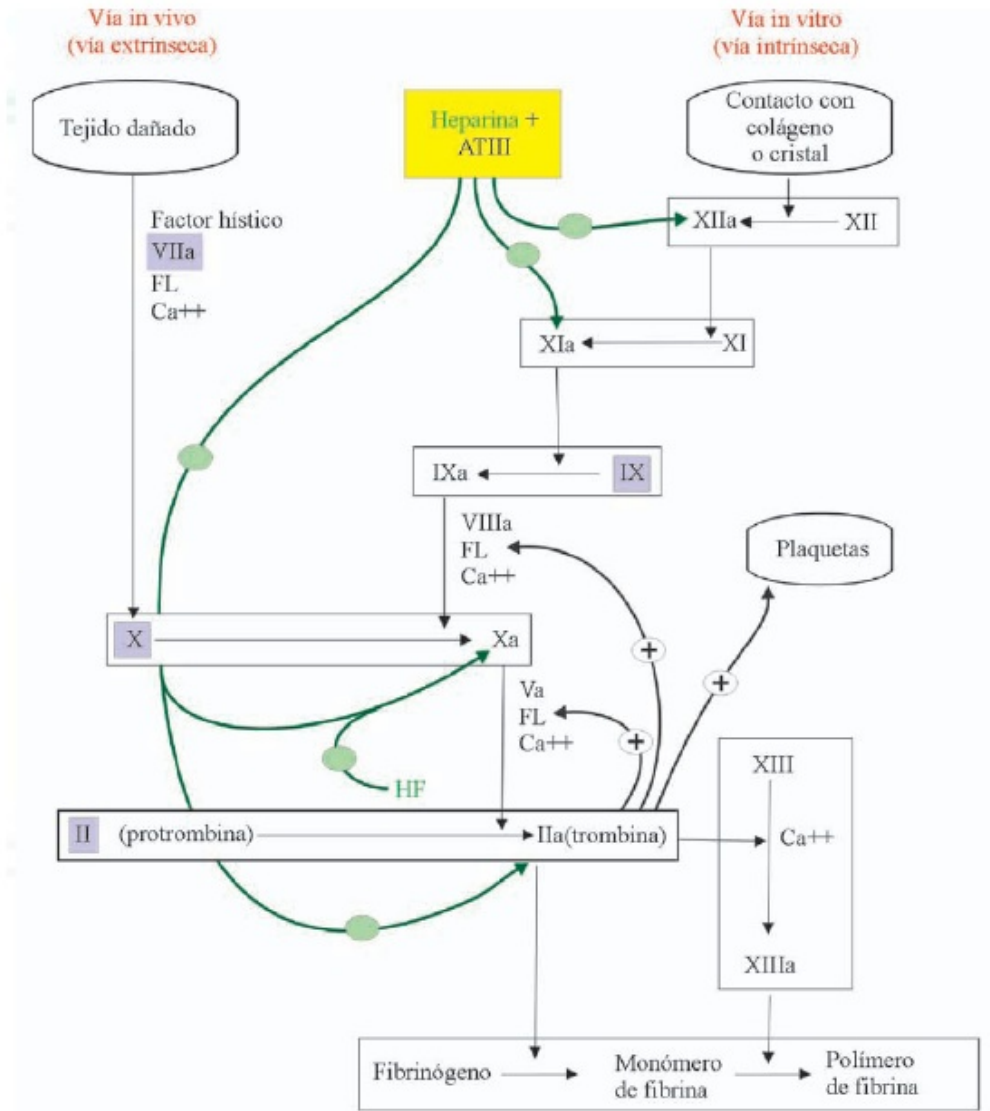 Vía in vivo
(vía extrínseca)
Vía in vitro
(vía intrínseca)
Tejido dañado
Heparina +
ATIII
Contacto con
colágeno
o cristal
Factor hístico
VIIa
FL
Ca++
XIIa
XII
XIa
XI
IXa
IX
VIIIa
FL
Ca++
Plaquetas
X
Xa
+
+
Va
FL
Ca++
+
HF
XIII
Ca++
XIIIa
II (protrombina)
IIa(trombina)
Fibrinógeno
Monómero
de fibrina
Polímero
de fibrina